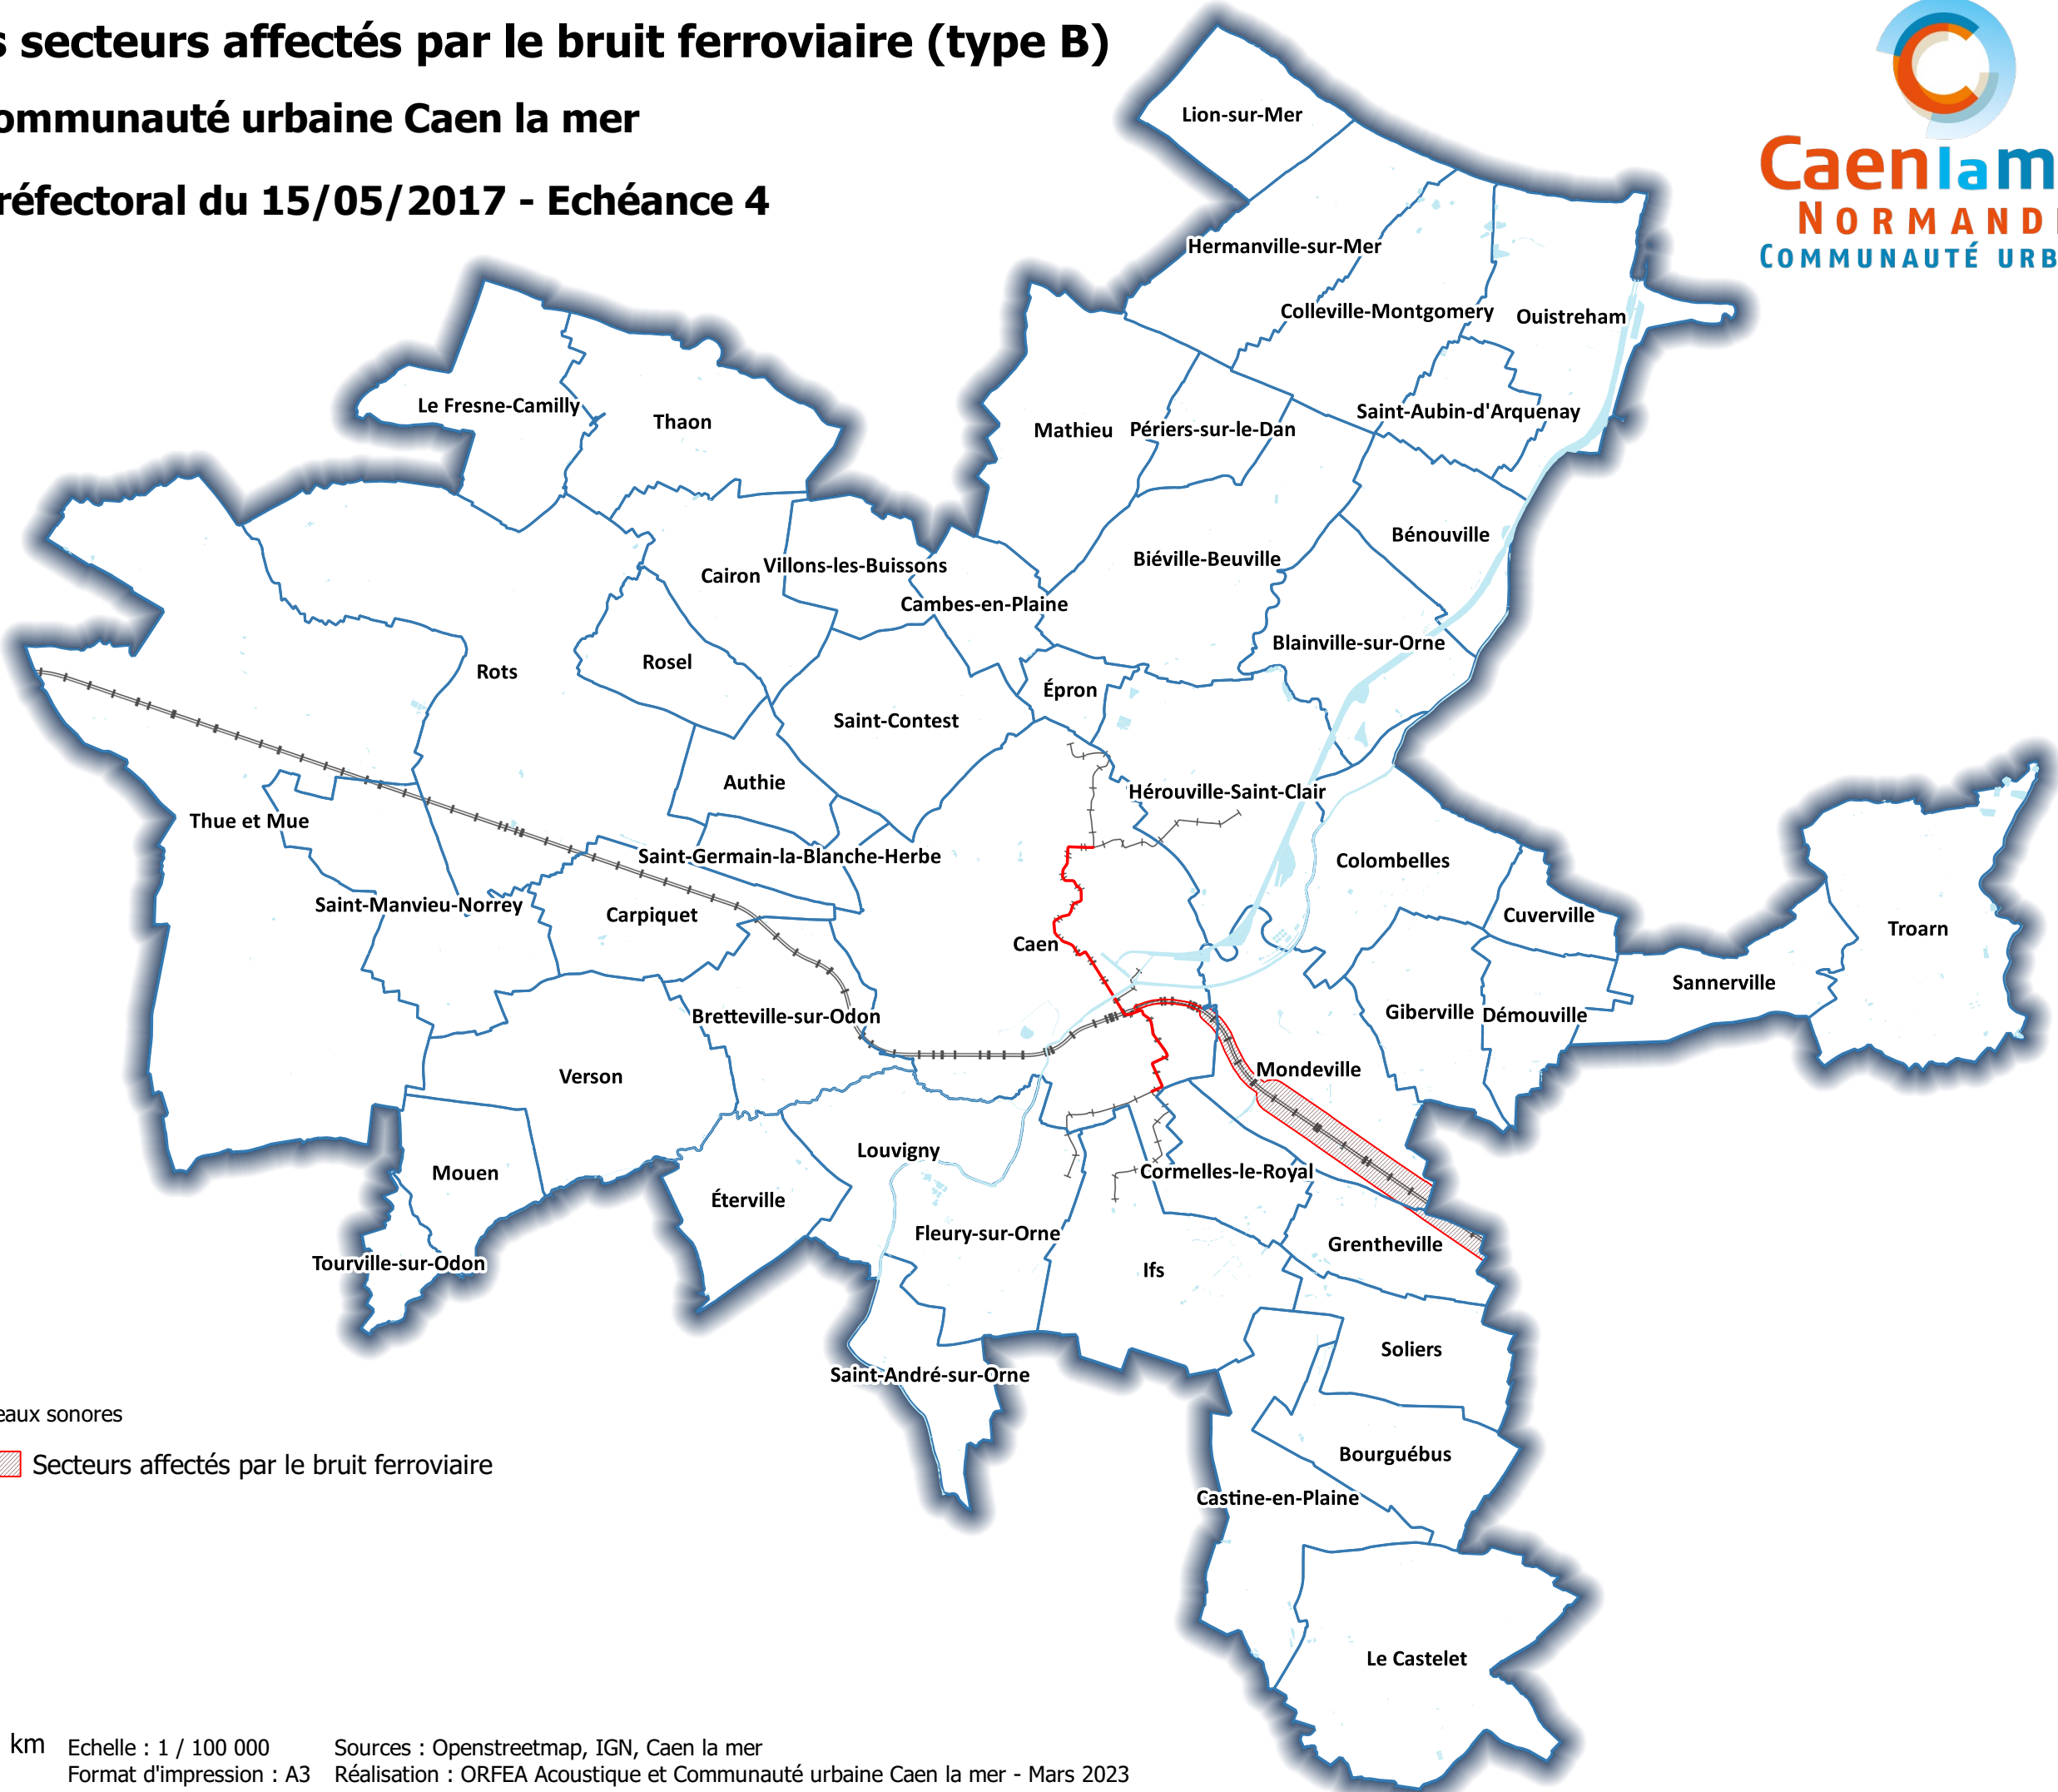 s secteurs affectés par le bruit ferroviaire (type B)
ommunauté urbaine Caen la mer
réfectoral du 15/05/2017 - Echéance 4
Caenlam
NORMAND
COMMUNAUTÉ URB
Lion-sur-Mer
Hermanville-sur-Mer
Colleville-Montgomery
Ouistreham
Le Fresne-Camilly
Thaon
Saint-Aubin-d'Arquenay
Mathieu
Périers-sur-le-Dan
Bénouville
Biéville-Beuville
Villons-les-Buissons
Cairon
Cambes-en-Plaine
Blainville-sur-Orne
Rosel
Rots
Épron
Saint-Contest
Authie
Hérouville-Saint-Clair
Thue et Mue
Saint-Germain-la-Blanche-Herbe
Colombelles
Saint-Manvieu-Norrey
Carpiquet
Cuverville
Troarn
Caen
Sannerville
Bretteville-sur-Odon
Giberville
Démouville
Mondeville
Verson
Louvigny
Mouen
Cormelles-le-Royal
Éterville
Fleury-sur-Orne
Grentheville
Tourville-sur-Odon
Ifs
Soliers
Saint-André-sur-Orne
eaux sonores
Bourguébus
Secteurs affectés par le bruit ferroviaire
Castine-en-Plaine
Le Castelet
km
Echelle : 1 / 100 000
Sources : Openstreetmap, IGN, Caen la mer
Format d'impression : A3
Réalisation : ORFEA Acoustique et Communauté urbaine Caen la mer - Mars 2023